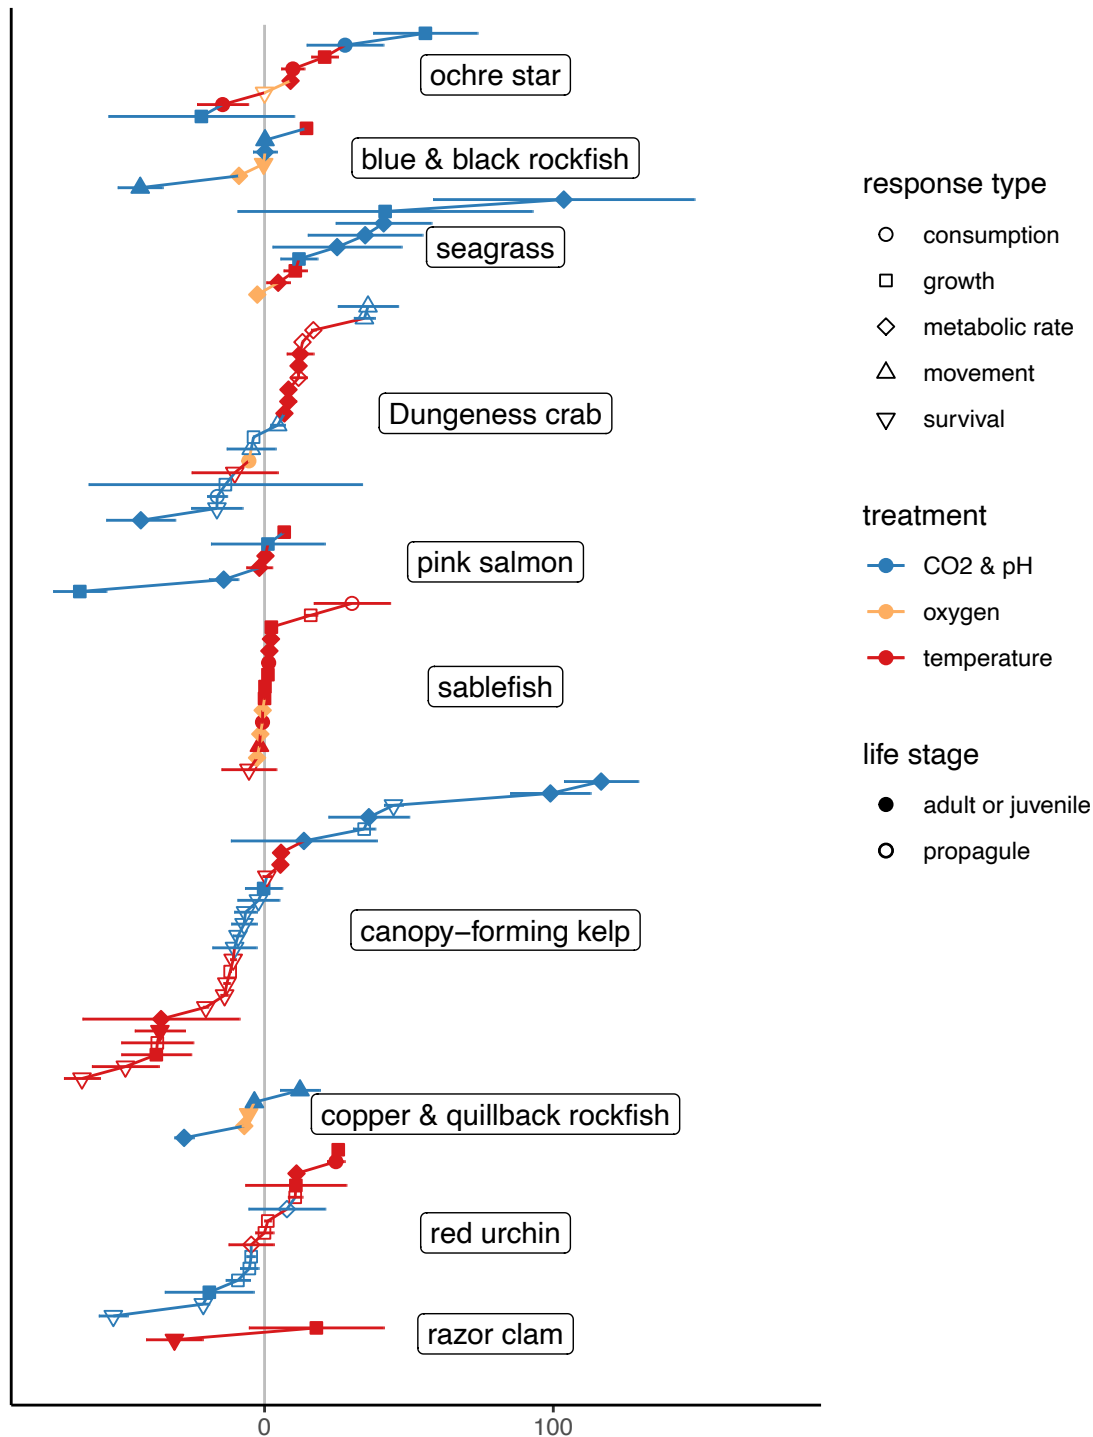 ochre star
blue & black rockfish
seagrass
Dungeness crab
pink salmon
sablefish
canopy−forming kelp
copper & quillback rockfish
red urchin
razor clam
0
100
response type
consumption
growth
metabolic rate
movement
survival
treatment
CO2 & pH
oxygen
temperature
life stage
adult or juvenile
propagule